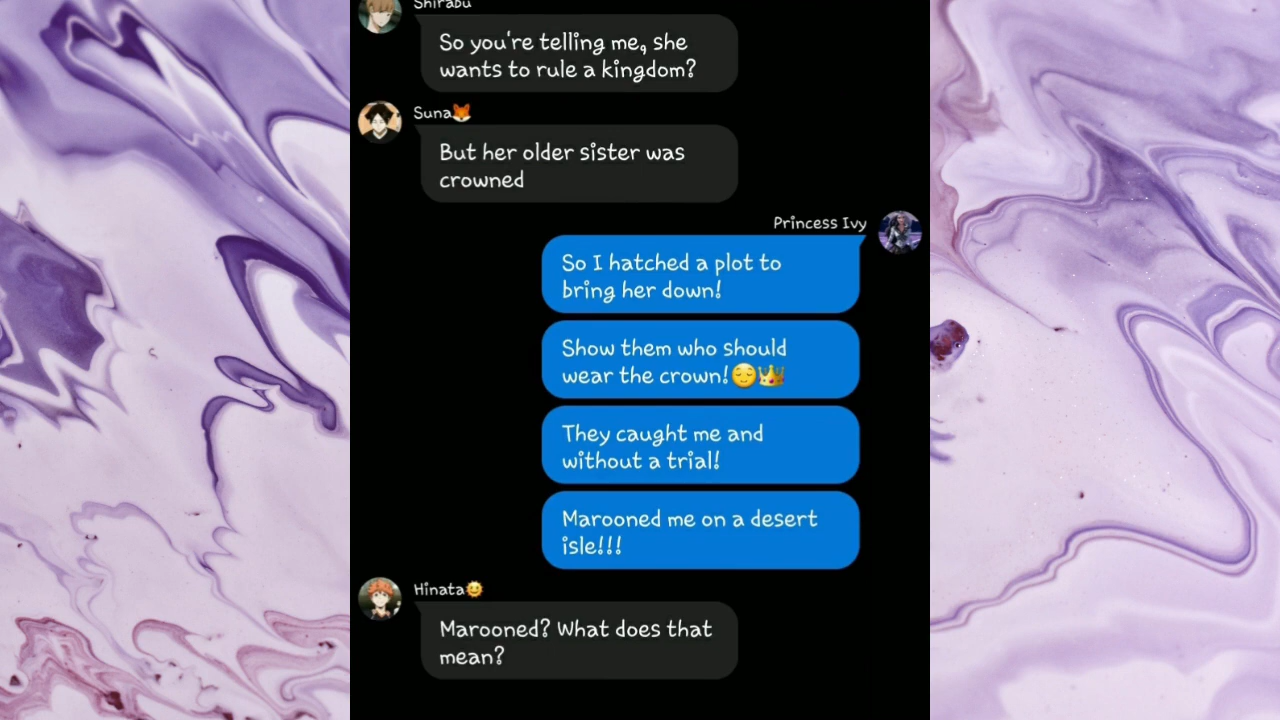 Shirabu
So you're telling me, she
wants to rule a kingdom?
Suna🦊
But her older sister was
crowned
Princess Ivy
So I hatched a plot to
bring her down!
Show them who should
wear the crown!😌👑
They caught me and
without a trial!
Marooned me on a desert
isle!!!
Hinata🌞
Marooned? What does that
mean?